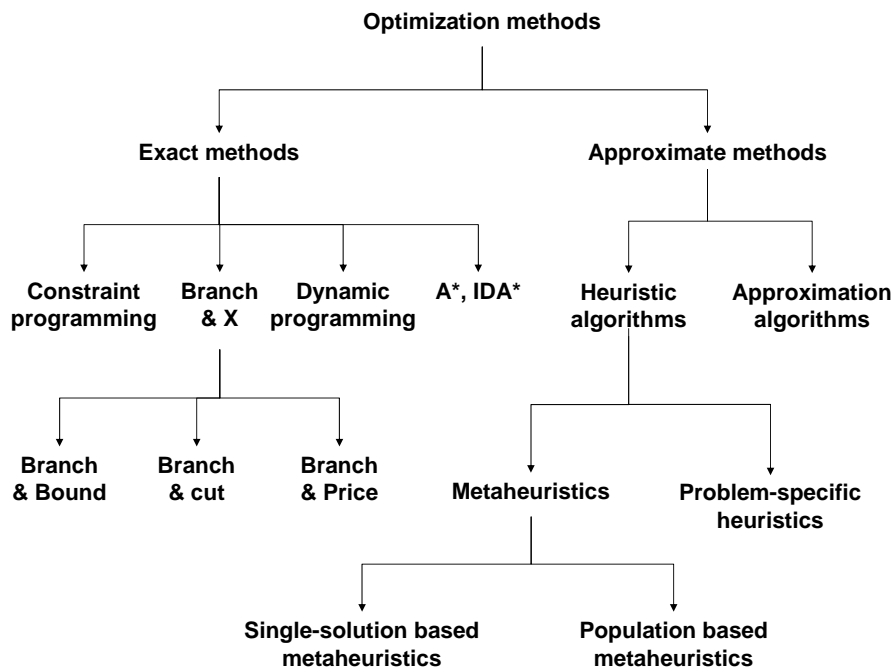 Optimization methods
Exact methods
Approximate methods
Constraint
programming
Branch
& X
Dynamic
programming
A*, IDA*
Heuristic
algorithms
Approximation
algorithms
Branch
& Bound
Branch
& cut
Branch
& Price
Metaheuristics
Problem-specific
heuristics
Single-solution based
metaheuristics
Population based
metaheuristics